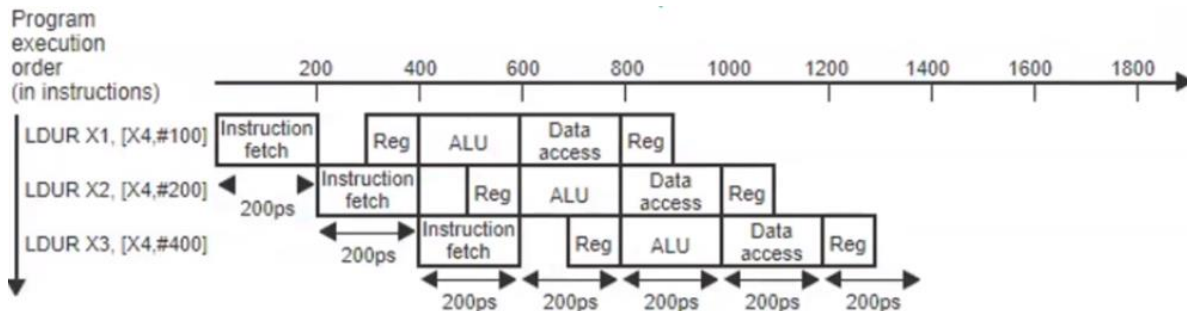 Program
execution
order
(in instructions)
200 400 600 800 1000 1200 1400 1600 1800
LDUR X1, [X4,#100] Instruction fetch Reg ALU Data access Reg
LDUR X2, [X4,#200] 200ps Instruction fetch Reg ALU Data access Reg
LDUR X3, [X4,#400] 200ps Instruction fetch Reg ALU Data access Reg
200ps 200ps 200ps 200ps 200ps